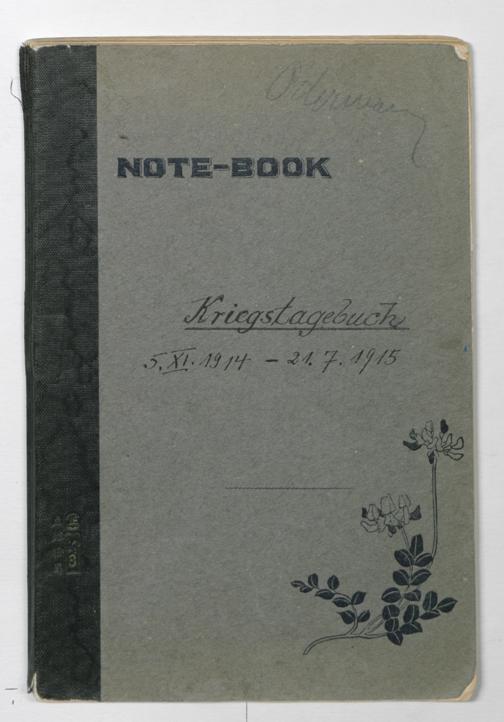 NOTE-BOOK
Kriegstagebuch
5. XI. 1914 – 21. 7. 1915